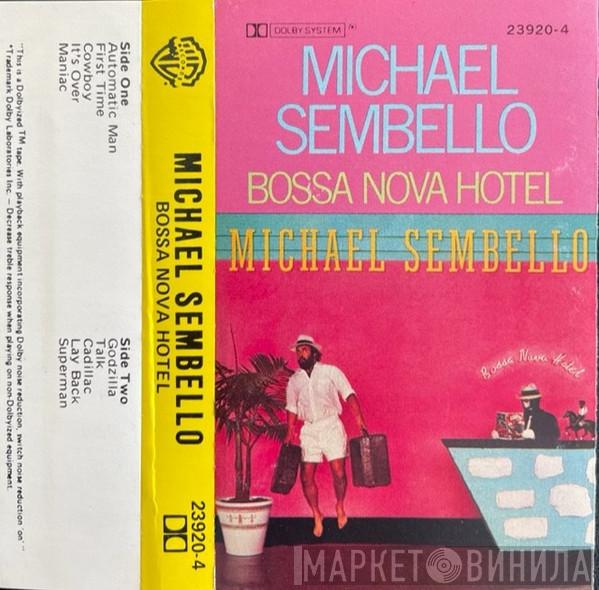 "This is a Dolbyized TM tape. With playback equipment incorporating Dolby noise reduction, switch noise reduction 'on'."
*Trademark Dolby Laboratories Inc. — Decrease treble response when playing on non-Dolbyized equipment.
Side One
Automatic Man
First Time
Cowboy
It's Over
Maniac
Side Two
Godzilla
Talk
Cadillac
Lay Back
Superman
MICHAEL SEMBELLO
BOSSA NOVA HOTEL
23920-4
DOLBY SYSTEM
23920-4
MICHAEL
SEMBELLO
BOSSA NOVA HOTEL
MICHAEL SEMBELLO
Bossa Nova Hotel
МАРКЕТ ВИНИЛА